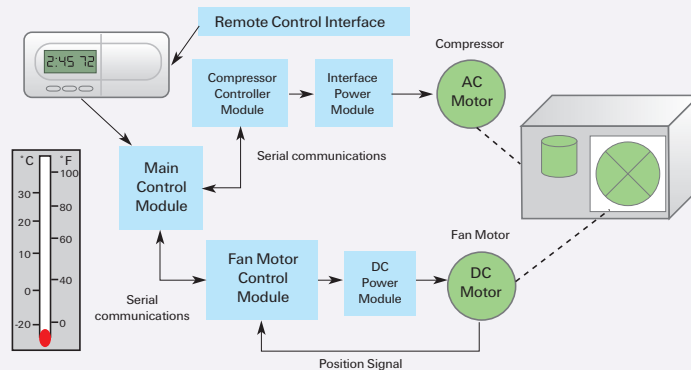 Remote Control Interface
2:45 72
Compressor
Compressor
Controller
Module
Interface
Power
Module
AC
Motor
Serial communications
Main
Control
Module
˚C
˚F
100
30
80
20
60
10
40
0
-20
0
Fan Motor
Fan Motor
Control
Module
DC
Power
Module
DC
Motor
Serial
communications
Position Signal